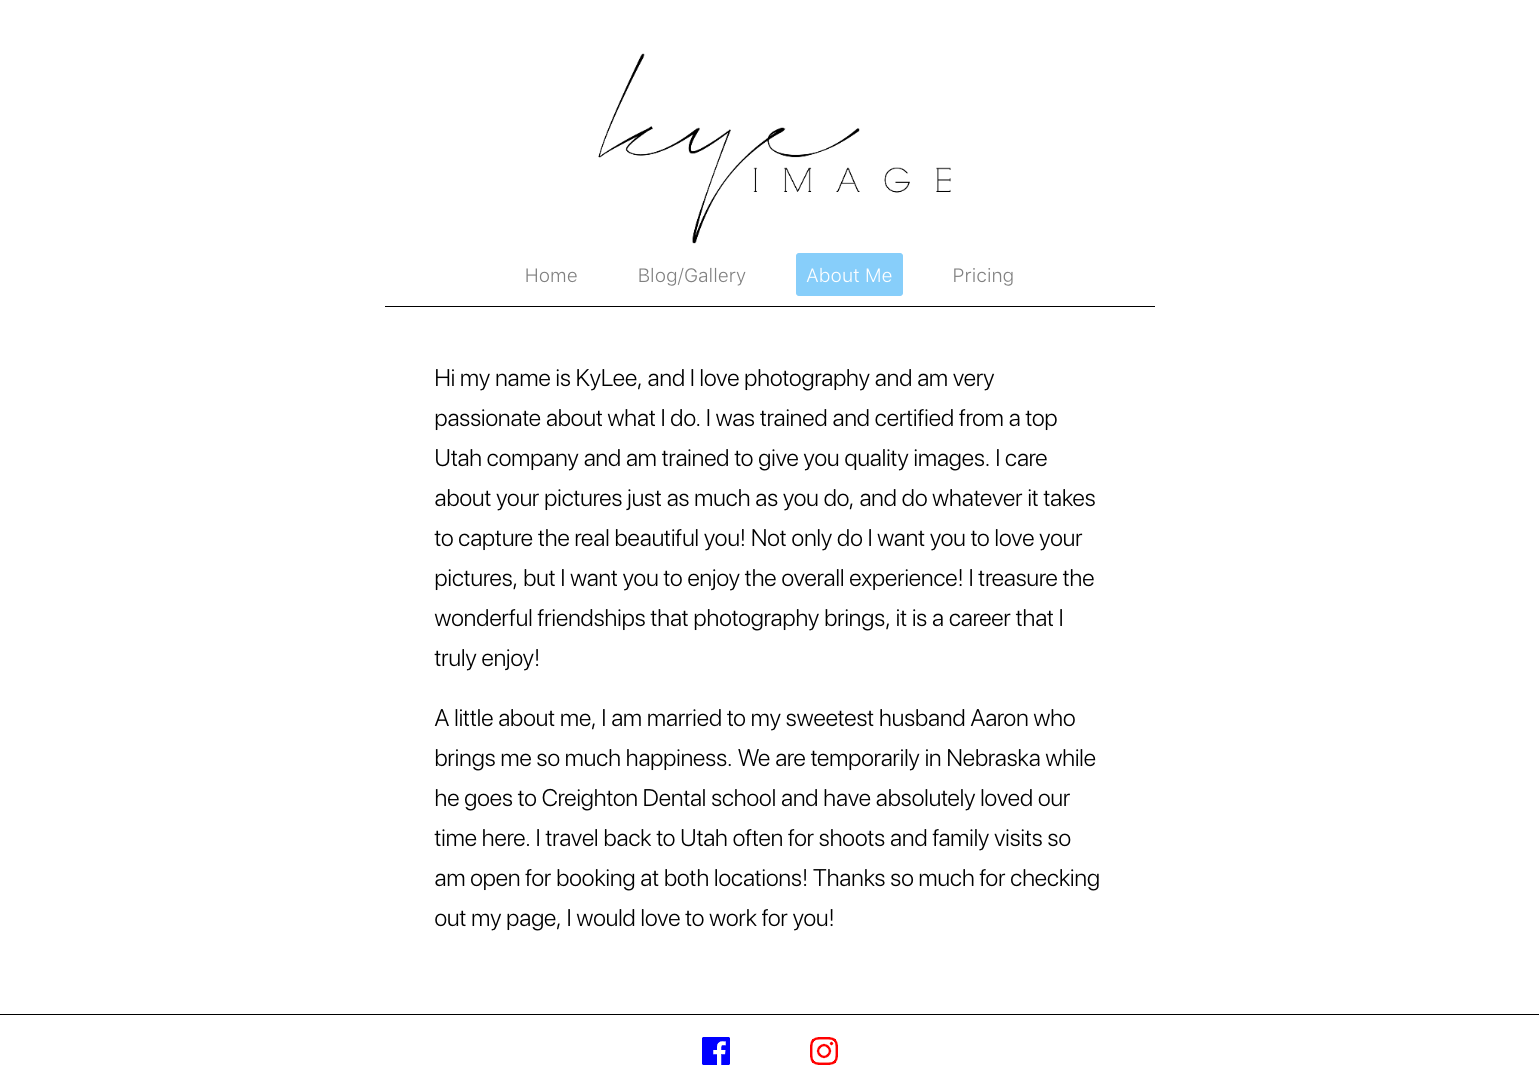 kye
IMAGE
Home Blog/Gallery About Me Pricing
Hi my name is KyLee, and I love photography and am very
passionate about what I do. I was trained and certified from a top
Utah company and am trained to give you quality images. I care
about your pictures just as much as you do, and do whatever it takes
to capture the real beautiful you! Not only do I want you to love your
pictures, but I want you to enjoy the overall experience! I treasure the
wonderful friendships that photography brings, it is a career that I
truly enjoy!
A little about me, I am married to my sweetest husband Aaron who
brings me so much happiness. We are temporarily in Nebraska while
he goes to Creighton Dental school and have absolutely loved our
time here. I travel back to Utah often for shoots and family visits so
am open for booking at both locations! Thanks so much for checking
out my page, I would love to work for you!